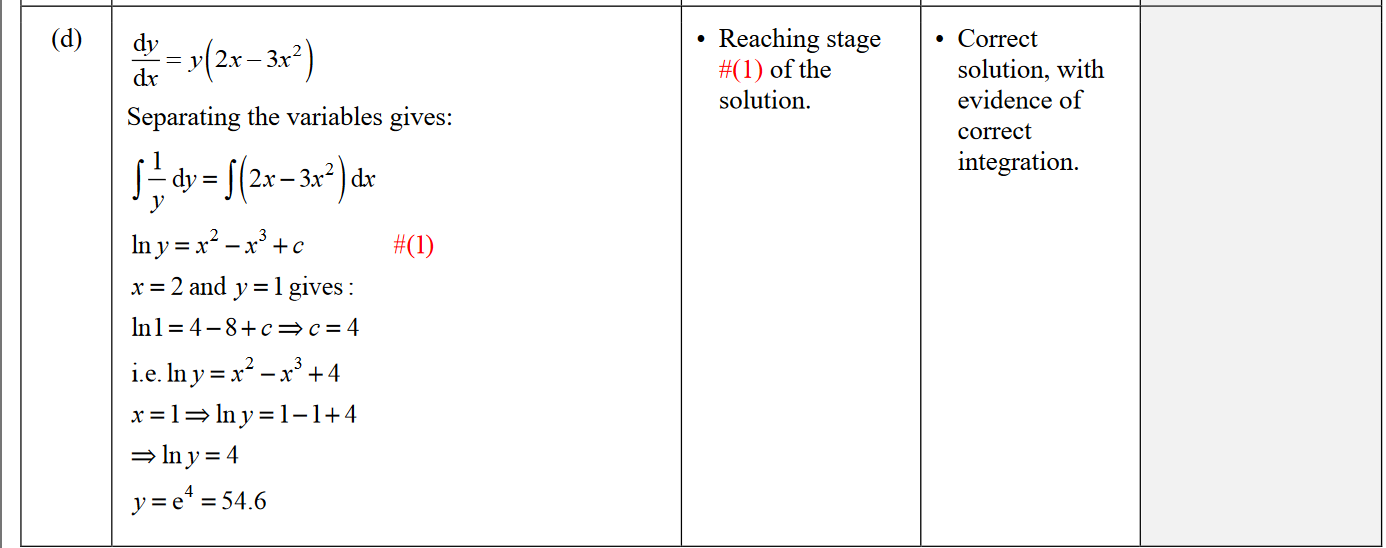 (d)
dy/dx = y(2x − 3x²)
Separating the variables gives:
∫ 1/y dy = ∫(2x − 3x²) dx
ln y = x² − x³ + c #(1)
x = 2 and y = 1 gives :
ln1 = 4 − 8 + c ⇒ c = 4
i.e. ln y = x² − x³ + 4
x = 1 ⇒ ln y = 1 − 1 + 4
⇒ ln y = 4
y = e⁴ = 54.6
• Reaching stage
#(1) of the
solution.
• Correct
solution, with
evidence of
correct
integration.